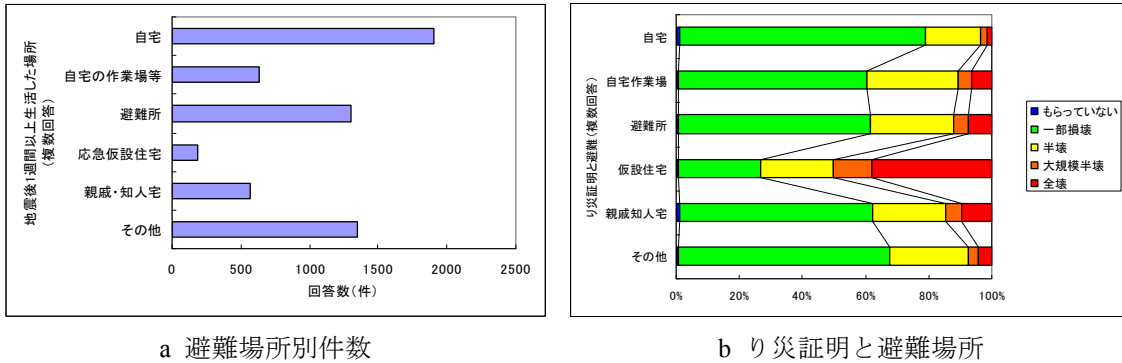 地震後1週間以上生活した場所
(複数回答)
自宅
自宅の作業場等
避難所
応急仮設住宅
親戚・知人宅
その他
0 500 1000 1500 2000 2500
回答数(件)
a 避難場所別件数
り災証明と避難(複数回答)
自宅
自宅作業場
避難所
仮設住宅
親戚知人宅
その他
0% 20% 40% 60% 80% 100%
もらっていない
一部損壊
半壊
大規模半壊
全壊
b り災証明と避難場所